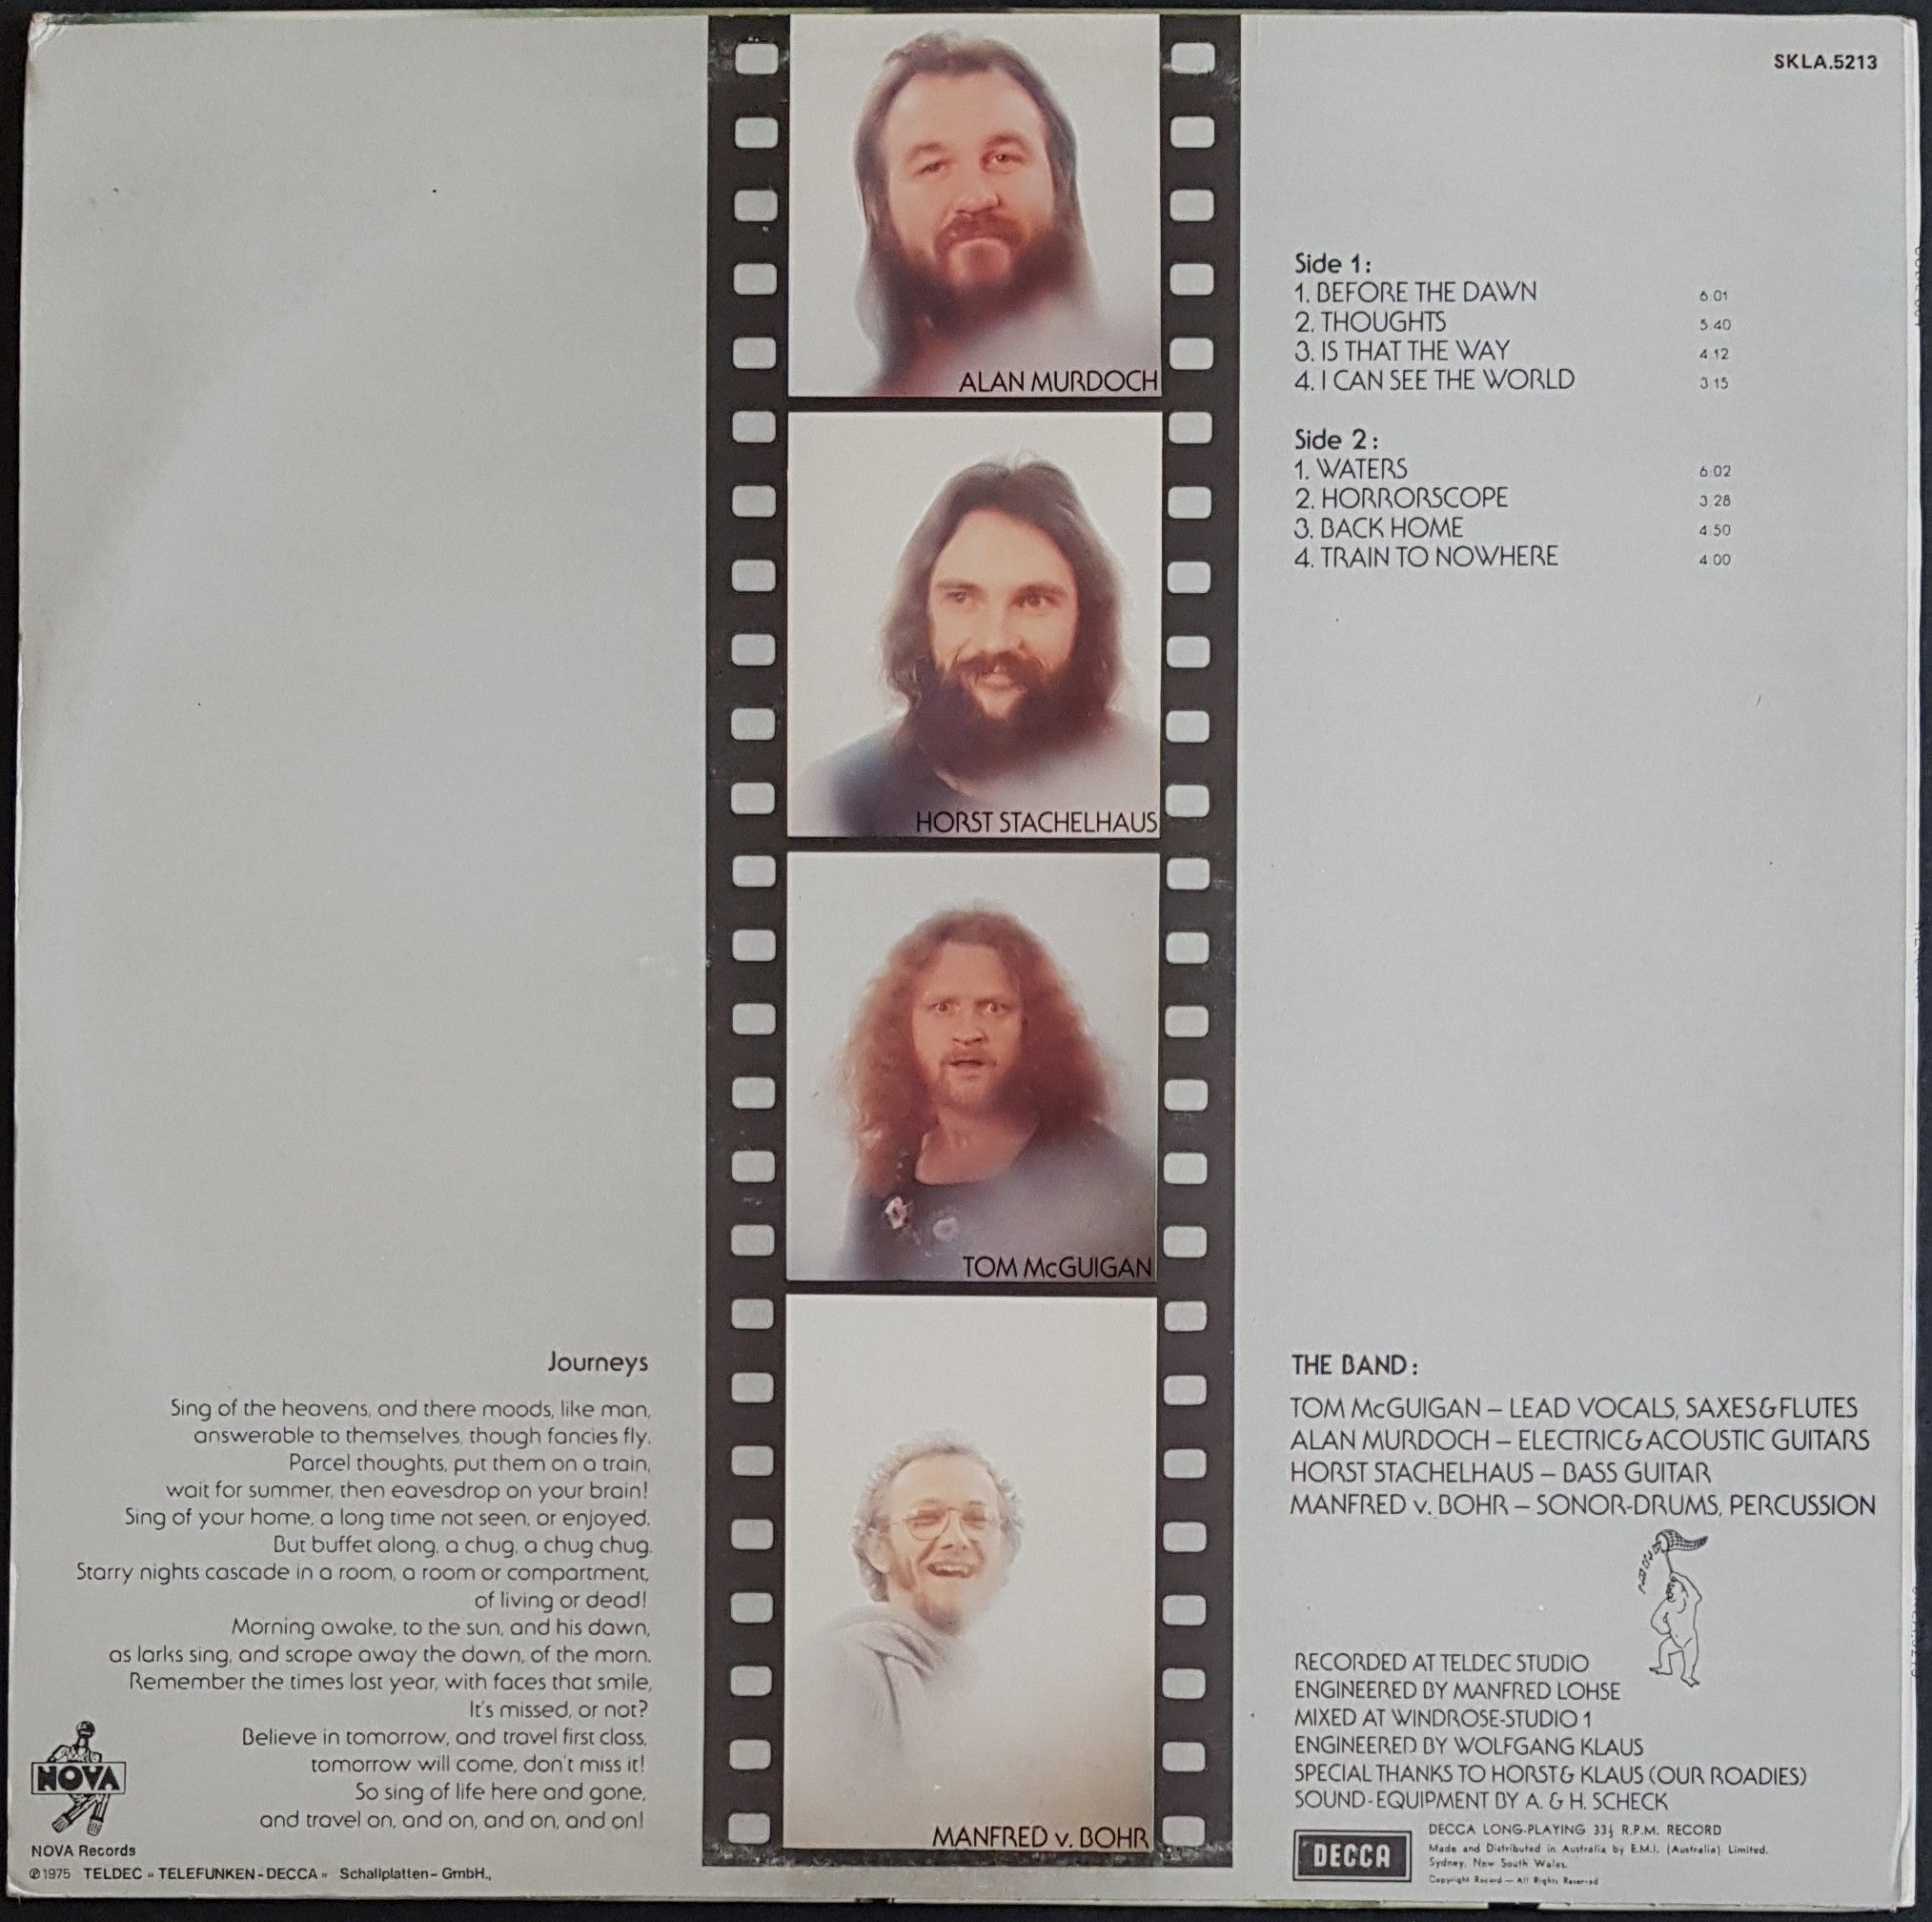 SKLA.5213
ALAN MURDOCH
HORST STACHELHAUS
TOM McGUIGAN
MANFRED v. BOHR
Side 1:
1. BEFORE THE DAWN 6:01
2. THOUGHTS 5:40
3. IS THAT THE WAY 4:12
4. I CAN SEE THE WORLD 3:15
Side 2:
1. WATERS 6:02
2. HORRORSCOPE 3:28
3. BACK HOME 4:50
4. TRAIN TO NOWHERE 4:00
Journeys
Sing of the heavens, and there moods, like man,
answerable to themselves, though fancies fly.
Parcel thoughts, put them on a train,
wait for summer, then eavesdrop on your brain!
Sing of your home, a long time not seen, or enjoyed.
But buffet along, a chug, a chug chug.
Starry nights cascade in a room, a room or compartment,
of living or dead!
Morning awake, to the sun, and his dawn,
as larks sing, and scrape away the dawn, of the morn.
Remember the times last year, with faces that smile,
It's missed, or not?
Believe in tomorrow, and travel first class,
tomorrow will come, don't miss it!
So sing of life here and gone,
and travel on, and on, and on, and on!
NOVA
NOVA Records
℗1975 TELDEC »TELEFUNKEN-DECCA« Schallplatten-GmbH.,
THE BAND:
TOM McGUIGAN – LEAD VOCALS, SAXES & FLUTES
ALAN MURDOCH – ELECTRIC & ACOUSTIC GUITARS
HORST STACHELHAUS – BASS GUITAR
MANFRED v. BOHR – SONOR-DRUMS, PERCUSSION
RECORDED AT TELDEC STUDIO
ENGINEERED BY MANFRED LOHSE
MIXED AT WINDROSE-STUDIO 1
ENGINEERED BY WOLFGANG KLAUS
SPECIAL THANKS TO HORST & KLAUS (OUR ROADIES)
SOUND-EQUIPMENT BY A. & H. SCHECK
DECCA
DECCA LONG-PLAYING 33⅓ R.P.M. RECORD
Made and Distributed in Australia by E.M.I. (Australia) Limited.
Sydney, New South Wales.
Copyright Record — All Rights Reserved